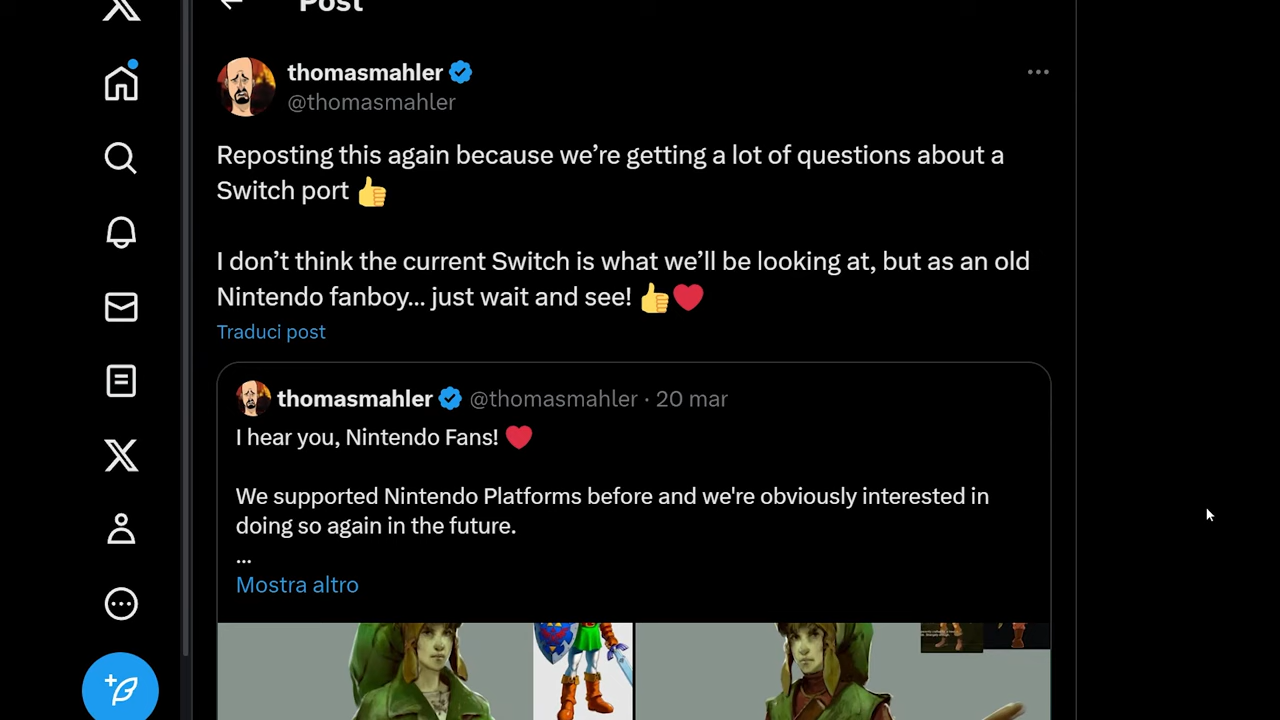 Post
thomasmahler
@thomasmahler
Reposting this again because we’re getting a lot of questions about a
Switch port 👍
I don’t think the current Switch is what we’ll be looking at, but as an old
Nintendo fanboy... just wait and see! 👍❤️
Traduci post
thomasmahler @thomasmahler · 20 mar
I hear you, Nintendo Fans! ❤️
We supported Nintendo Platforms before and we're obviously interested in
doing so again in the future.
...
Mostra altro